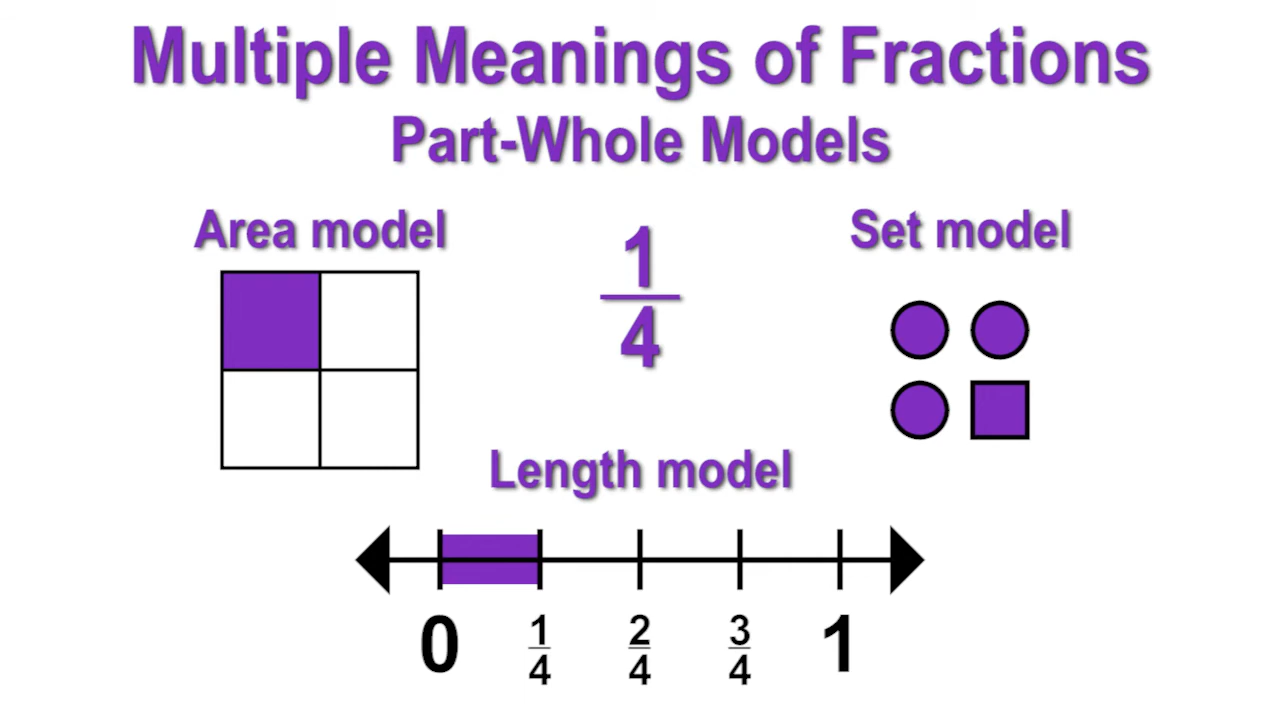 Multiple Meanings of Fractions
Part-Whole Models
Area model
1
4
Set model
Length model
0 1/4 2/4 3/4 1